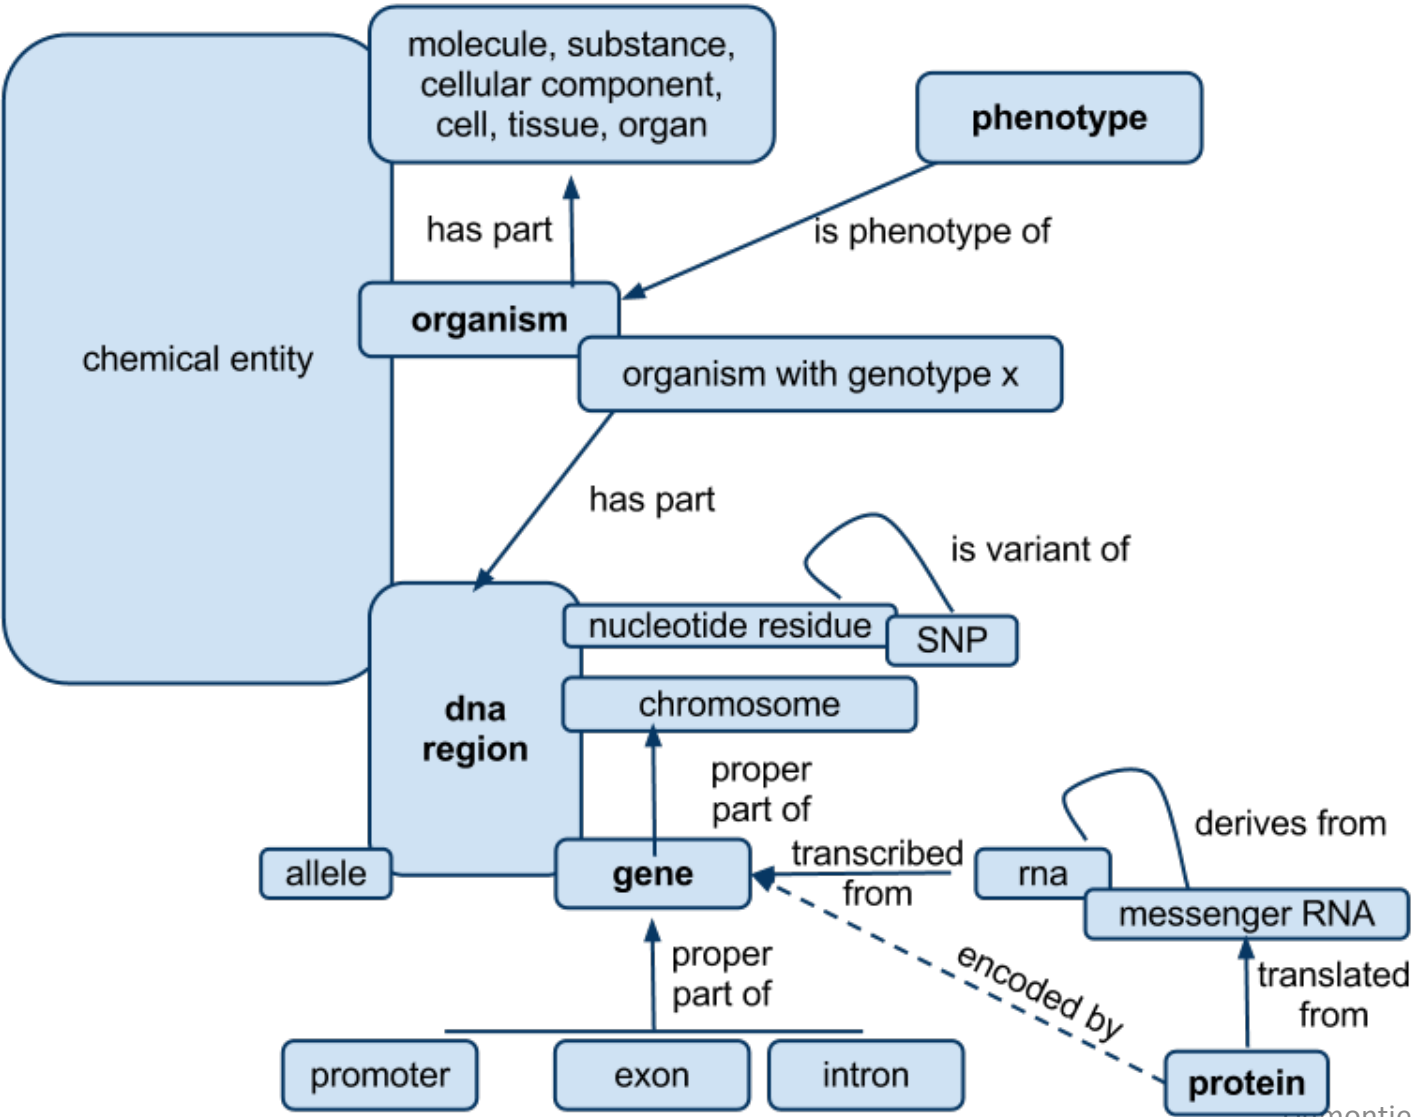 molecule, substance,
cellular component,
cell, tissue, organ
phenotype
has part
is phenotype of
organism
chemical entity
organism with genotype x
has part
is variant of
nucleotide residue
SNP
chromosome
dna
region
proper
part of
derives from
transcribed
from
allele
gene
rna
messenger RNA
proper
part of
encoded by
translated
from
promoter
exon
intron
protein